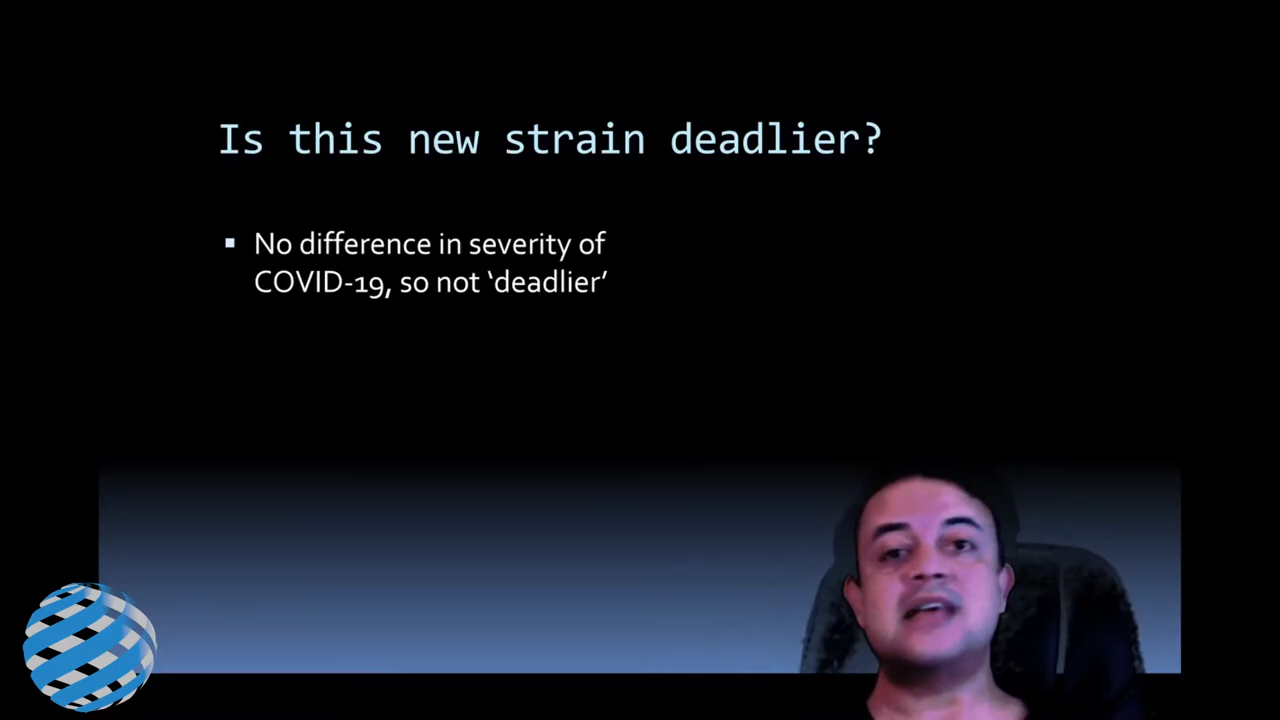 Is this new strain deadlier?
▪ No difference in severity of
COVID-19, so not ‘deadlier’